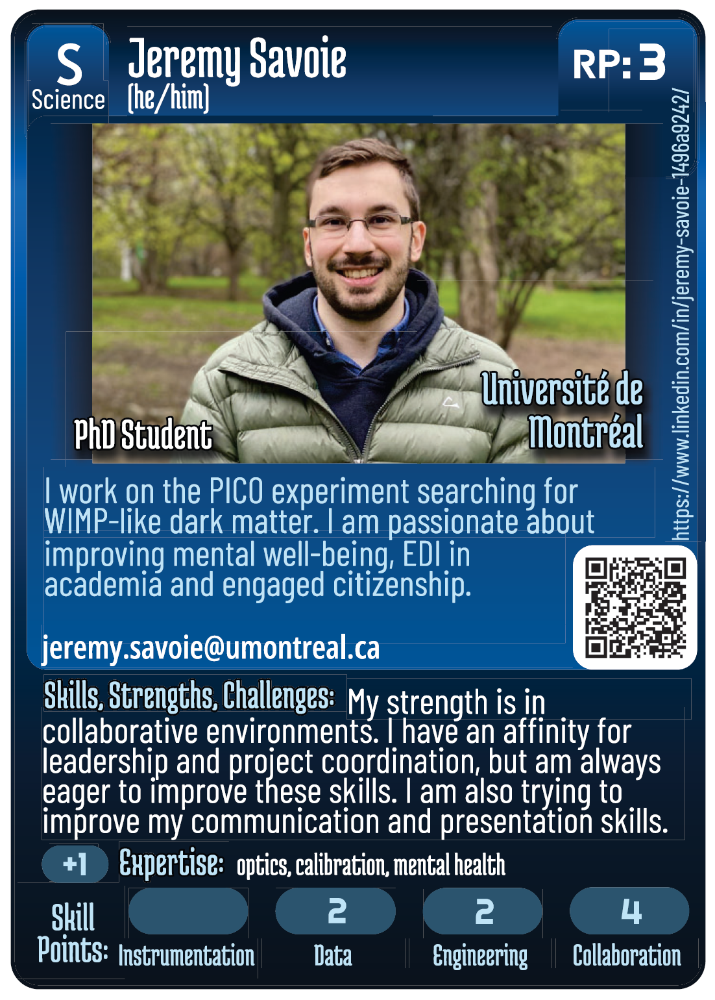 S
Science
Jeremy Savoie
(he/him)
RP: 3
https://www.linkedin.com/in/jeremy-savoie-1496a9242/
PhD Student
Université de
Montréal
I work on the PICO experiment searching for
WIMP-like dark matter. I am passionate about
improving mental well-being, EDI in
academia and engaged citizenship.
jeremy.savoie@umontreal.ca
Skills, Strengths, Challenges: My strength is in
collaborative environments. I have an affinity for
leadership and project coordination, but am always
eager to improve these skills. I am also trying to
improve my communication and presentation skills.
+1 Expertise: optics, calibration, mental health
Skill
Points:
2
2
4
Instrumentation
Data
Engineering
Collaboration